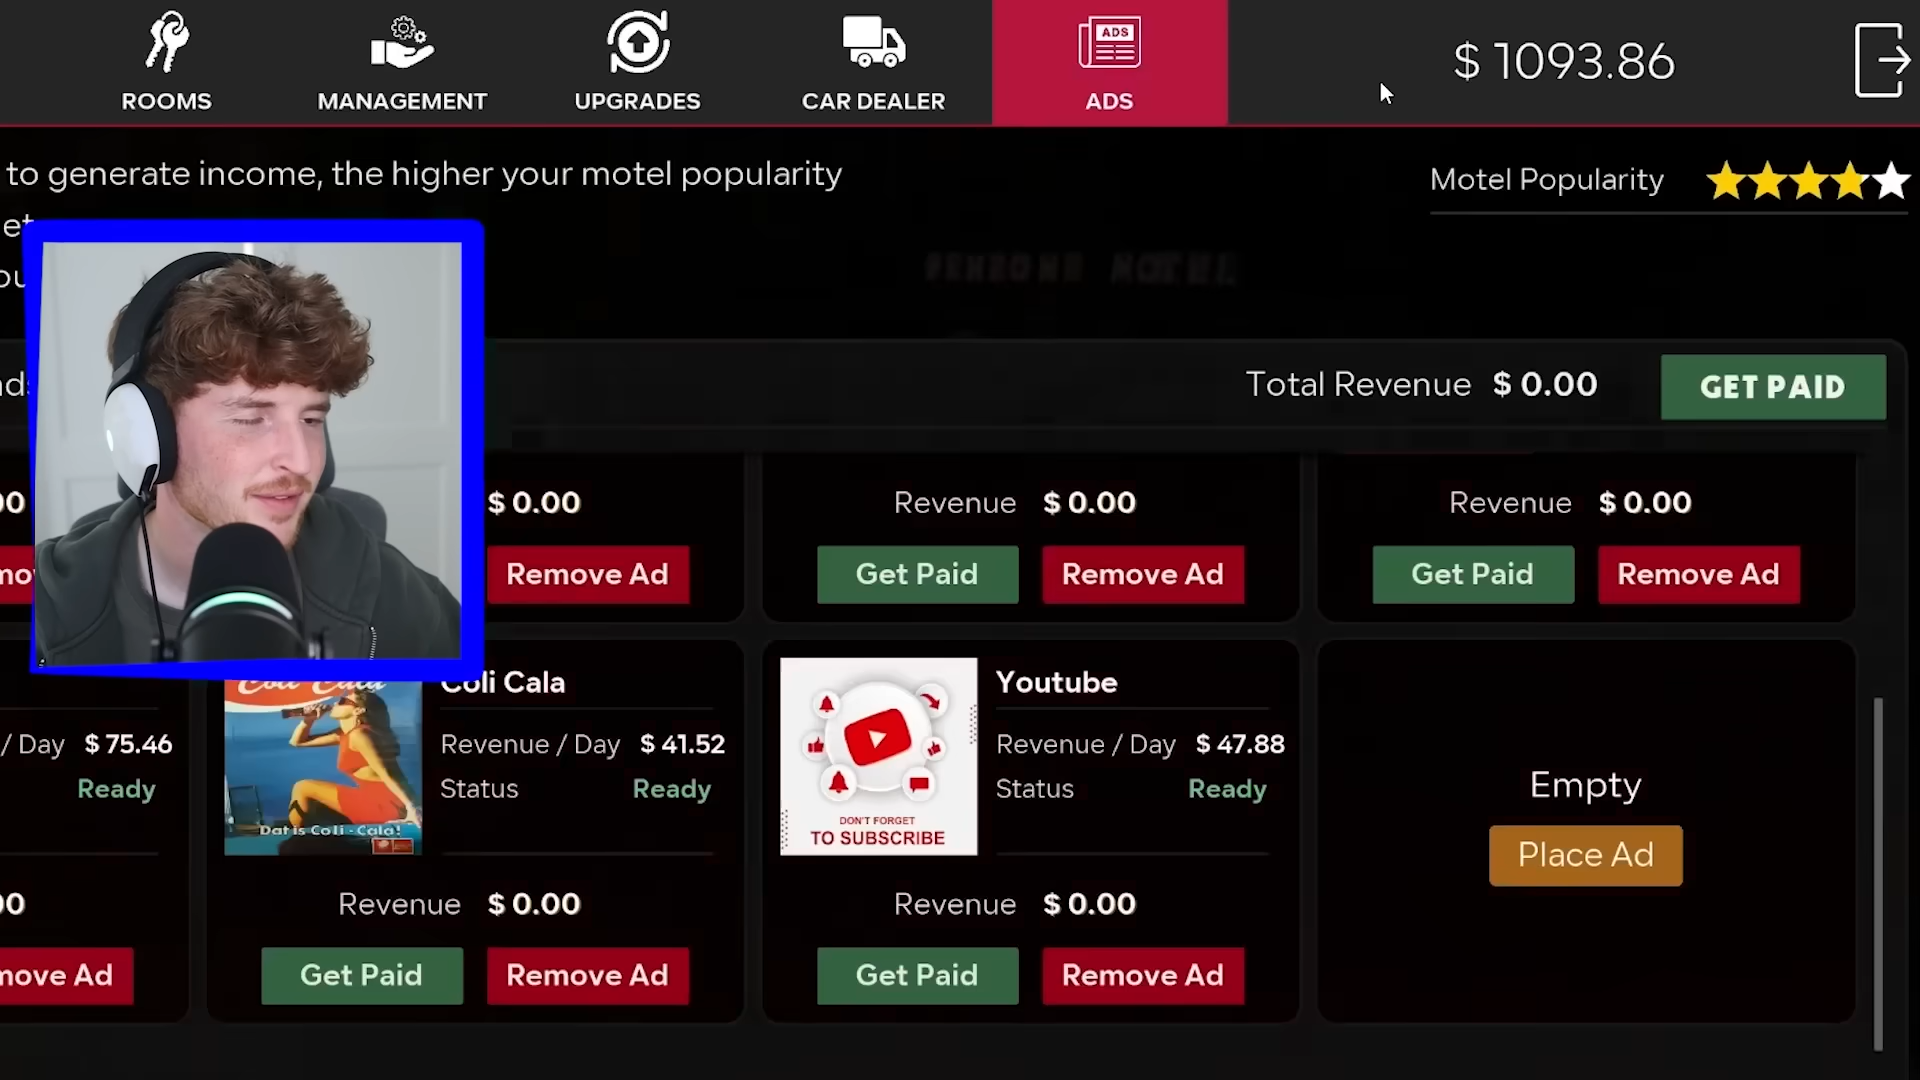 ROOMS
MANAGEMENT
UPGRADES
CAR DEALER
ADS
ADS
$ 1093.86
to generate income, the higher your motel popularity
Motel Popularity
Total Revenue $ 0.00
GET PAID
$ 0.00
Remove Ad
Revenue $ 0.00
Get Paid
Remove Ad
Revenue $ 0.00
Get Paid
Remove Ad
/ Day $ 75.46
Ready
move Ad
Coli Cala
Dat is Coli - Cala!
Coli Cala
Revenue / Day $ 41.52
Status Ready
Revenue $ 0.00
Get Paid
Remove Ad
DON'T FORGET
TO SUBSCRIBE
Youtube
Revenue / Day $ 47.88
Status Ready
Revenue $ 0.00
Get Paid
Remove Ad
Empty
Place Ad